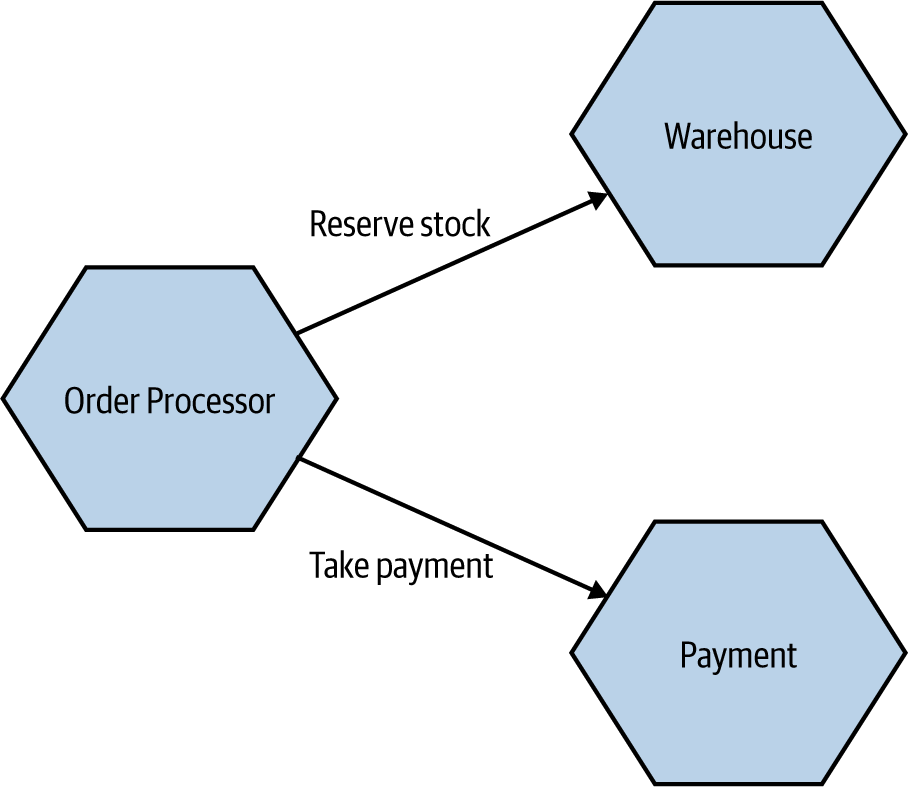 Warehouse
Reserve stock
Order Processor
Take payment
Payment